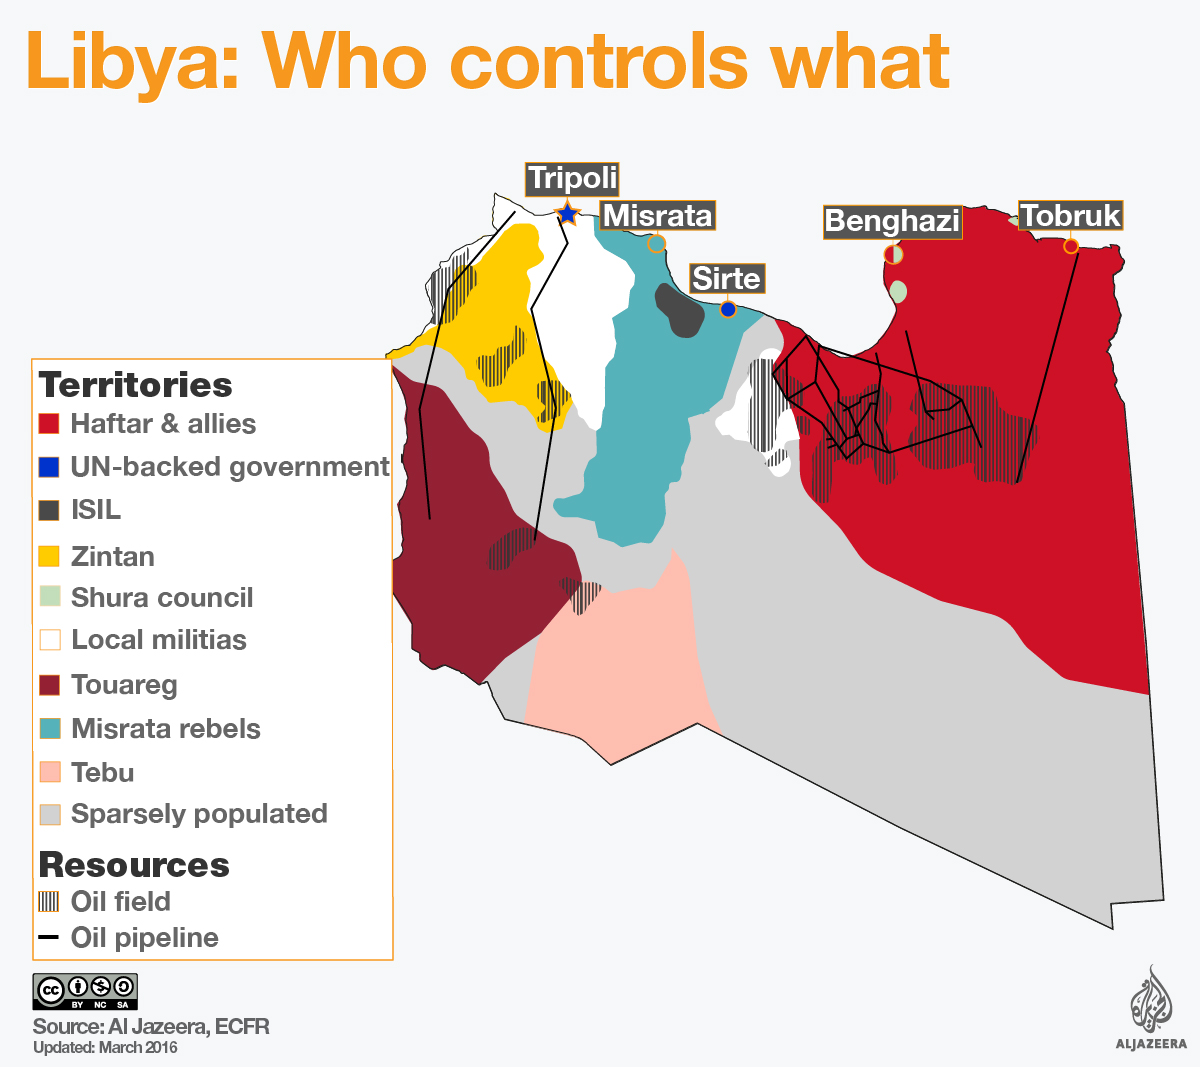 Libya: Who controls what
Tripoli
Misrata
Benghazi
Tobruk
Sirte
Territories
Haftar & allies
UN-backed government
ISIL
Zintan
Shura council
Local militias
Touareg
Misrata rebels
Tebu
Sparsely populated
Resources
Oil field
Oil pipeline
cc
BY NC SA
Source: Al Jazeera, ECFR
Updated: March 2016
ALJAZEERA